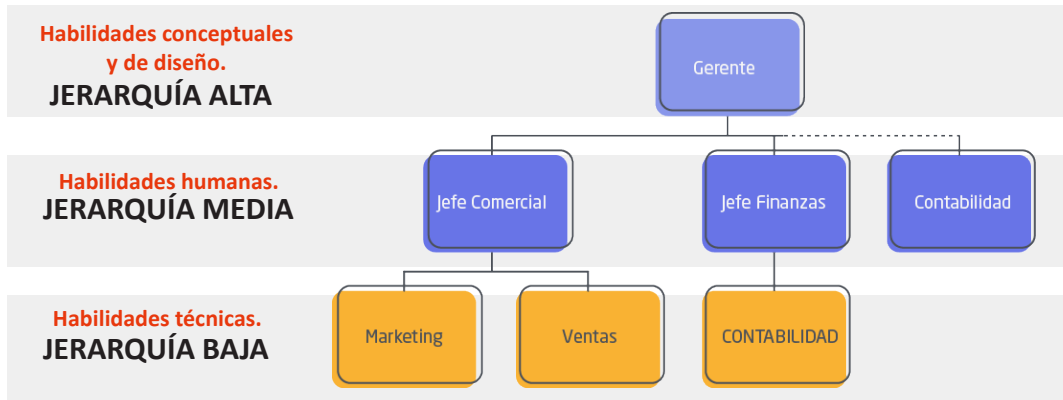 Habilidades conceptuales
y de diseño.
JERARQUÍA ALTA
Gerente
Habilidades humanas.
JERARQUÍA MEDIA
Jefe Comercial
Jefe Finanzas
Contabilidad
Habilidades técnicas.
JERARQUÍA BAJA
Marketing
Ventas
CONTABILIDAD